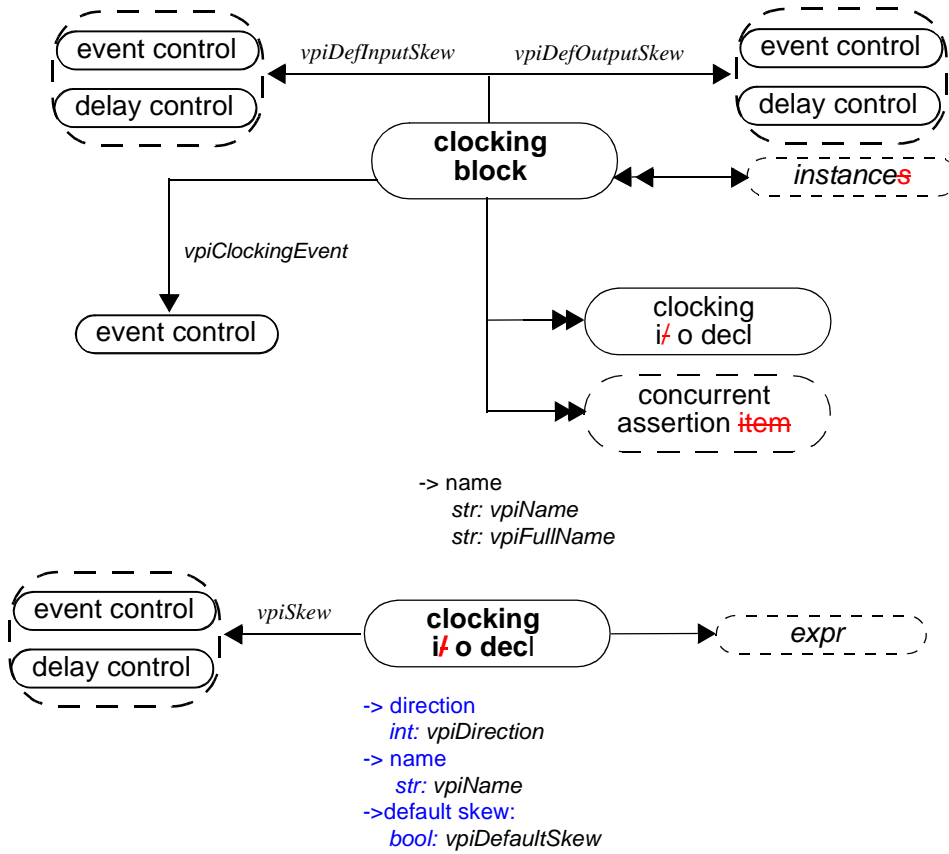 event control
vpiDefInputSkew
vpiDefOutputSkew
event control
delay control
delay control
clocking
block
instances
vpiClockingEvent
event control
clocking
i/ o decl
concurrent
assertion item
-> name
str: vpiName
str: vpiFullName
event control
vpiSkew
clocking
i/ o decl
expr
delay control
-> direction
int: vpiDirection
-> name
str: vpiName
->default skew:
bool: vpiDefaultSkew